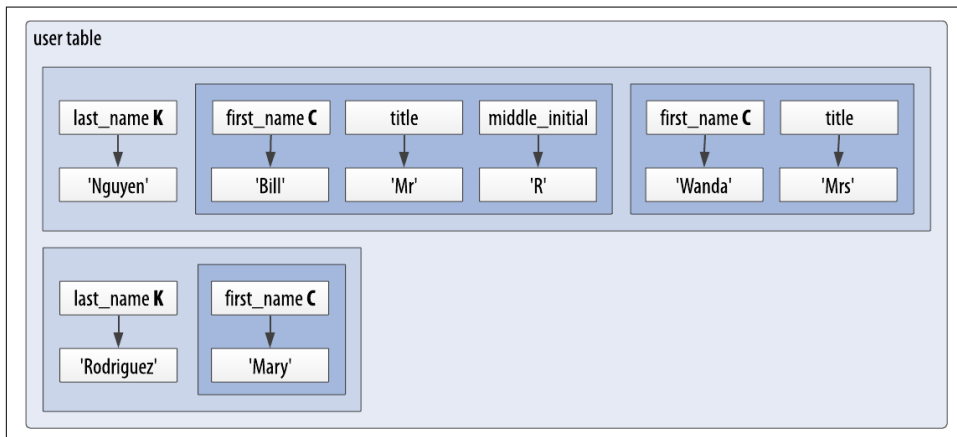 user table
last_name K
first_name C
title
middle_initial
first_name C
title
'Nguyen'
'Bill'
'Mr'
'R'
'Wanda'
'Mrs'
last_name K
first_name C
'Rodriguez'
'Mary'